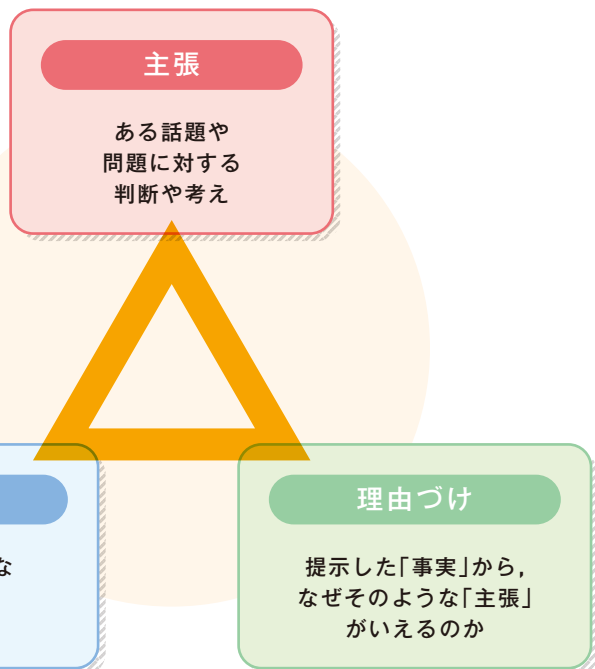 主張
ある話題や
問題に対する
判断や考え
な
理由づけ
提示した「事実」から,
なぜそのような「主張」
がいえるのか